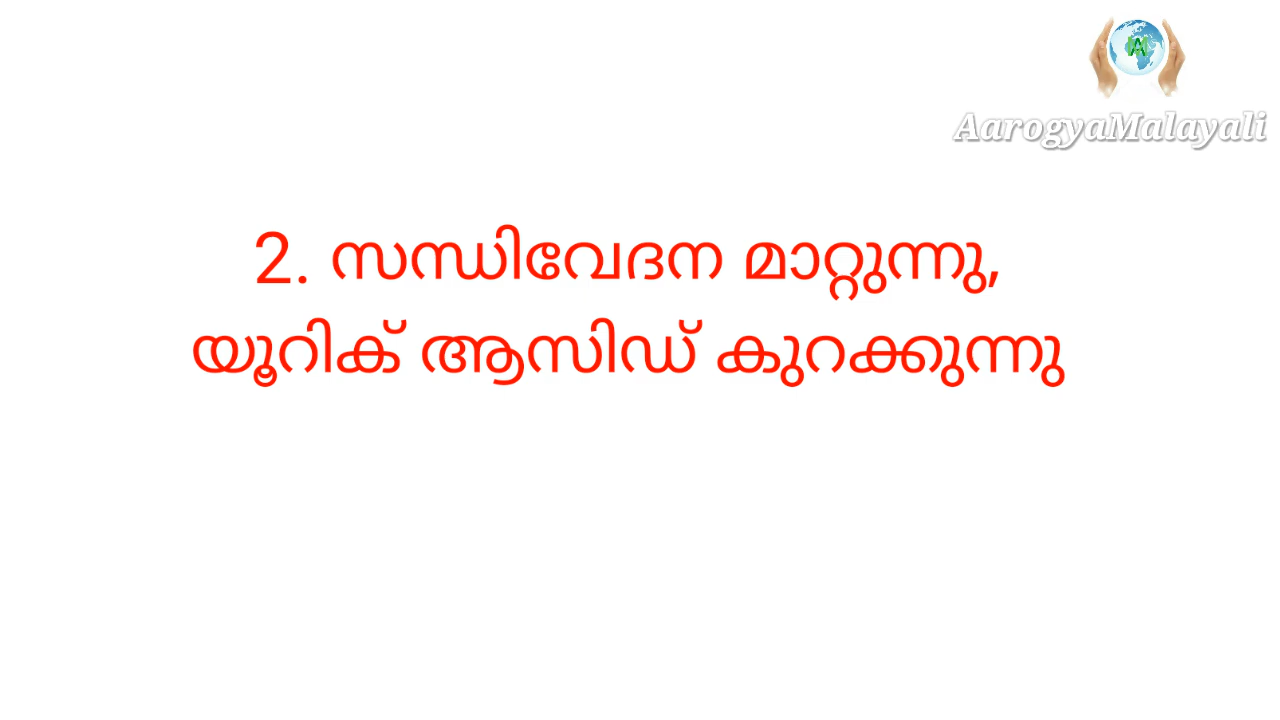 AarogyaMalayali
2. സന്ധിവേദന മാറ്റുന്നു,
യൂറിക് ആസിഡ് കുറക്കുന്നു